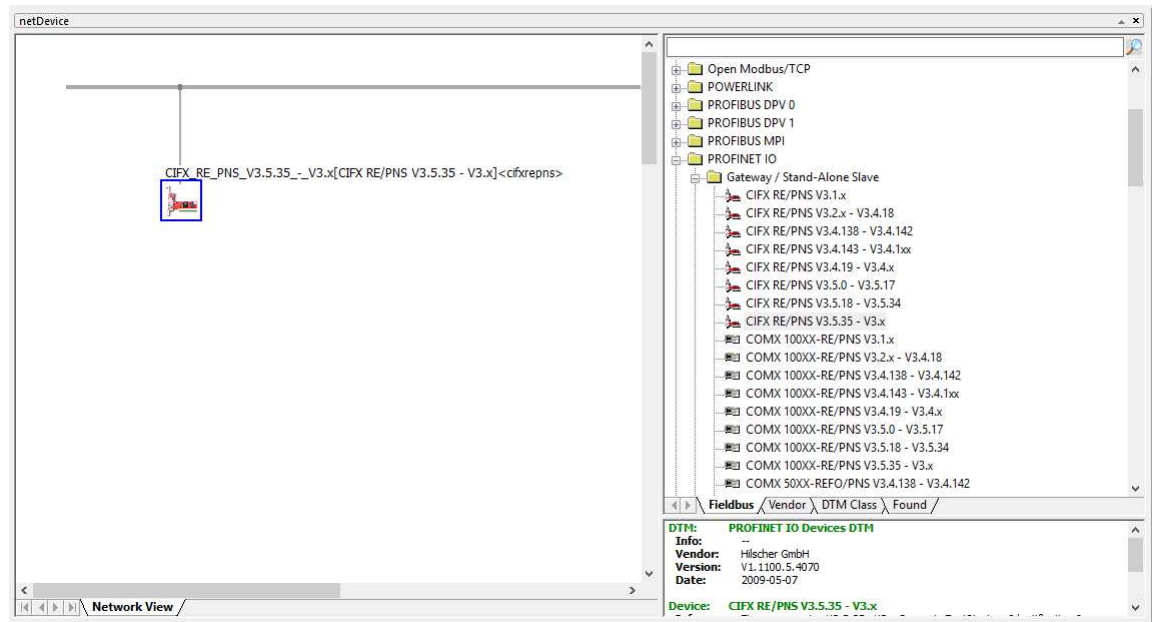 netDevice
CIFX_RE_PNS_V3.5.35_-_V3.x[CIFX RE/PNS V3.5.35 - V3.x]<cifxrepns>
Network View
Open Modbus/TCP
POWERLINK
PROFIBUS DPV 0
PROFIBUS DPV 1
PROFIBUS MPI
PROFINET IO
Gateway / Stand-Alone Slave
CIFX RE/PNS V3.1.x
CIFX RE/PNS V3.2.x - V3.4.18
CIFX RE/PNS V3.4.138 - V3.4.142
CIFX RE/PNS V3.4.143 - V3.4.1xx
CIFX RE/PNS V3.4.19 - V3.4.x
CIFX RE/PNS V3.5.0 - V3.5.17
CIFX RE/PNS V3.5.18 - V3.5.34
CIFX RE/PNS V3.5.35 - V3.x
COMX 100XX-RE/PNS V3.1.x
COMX 100XX-RE/PNS V3.2.x - V3.4.18
COMX 100XX-RE/PNS V3.4.138 - V3.4.142
COMX 100XX-RE/PNS V3.4.143 - V3.4.1xx
COMX 100XX-RE/PNS V3.4.19 - V3.4.x
COMX 100XX-RE/PNS V3.5.0 - V3.5.17
COMX 100XX-RE/PNS V3.5.18 - V3.5.34
COMX 100XX-RE/PNS V3.5.35 - V3.x
COMX 50XX-REFO/PNS V3.4.138 - V3.4.142
Fieldbus Vendor DTM Class Found
DTM: PROFINET IO Devices DTM
Info: --
Vendor: Hilscher GmbH
Version: V1.1100.5.4070
Date: 2009-05-07
Device: CIFX RE/PNS V3.5.35 - V3.x